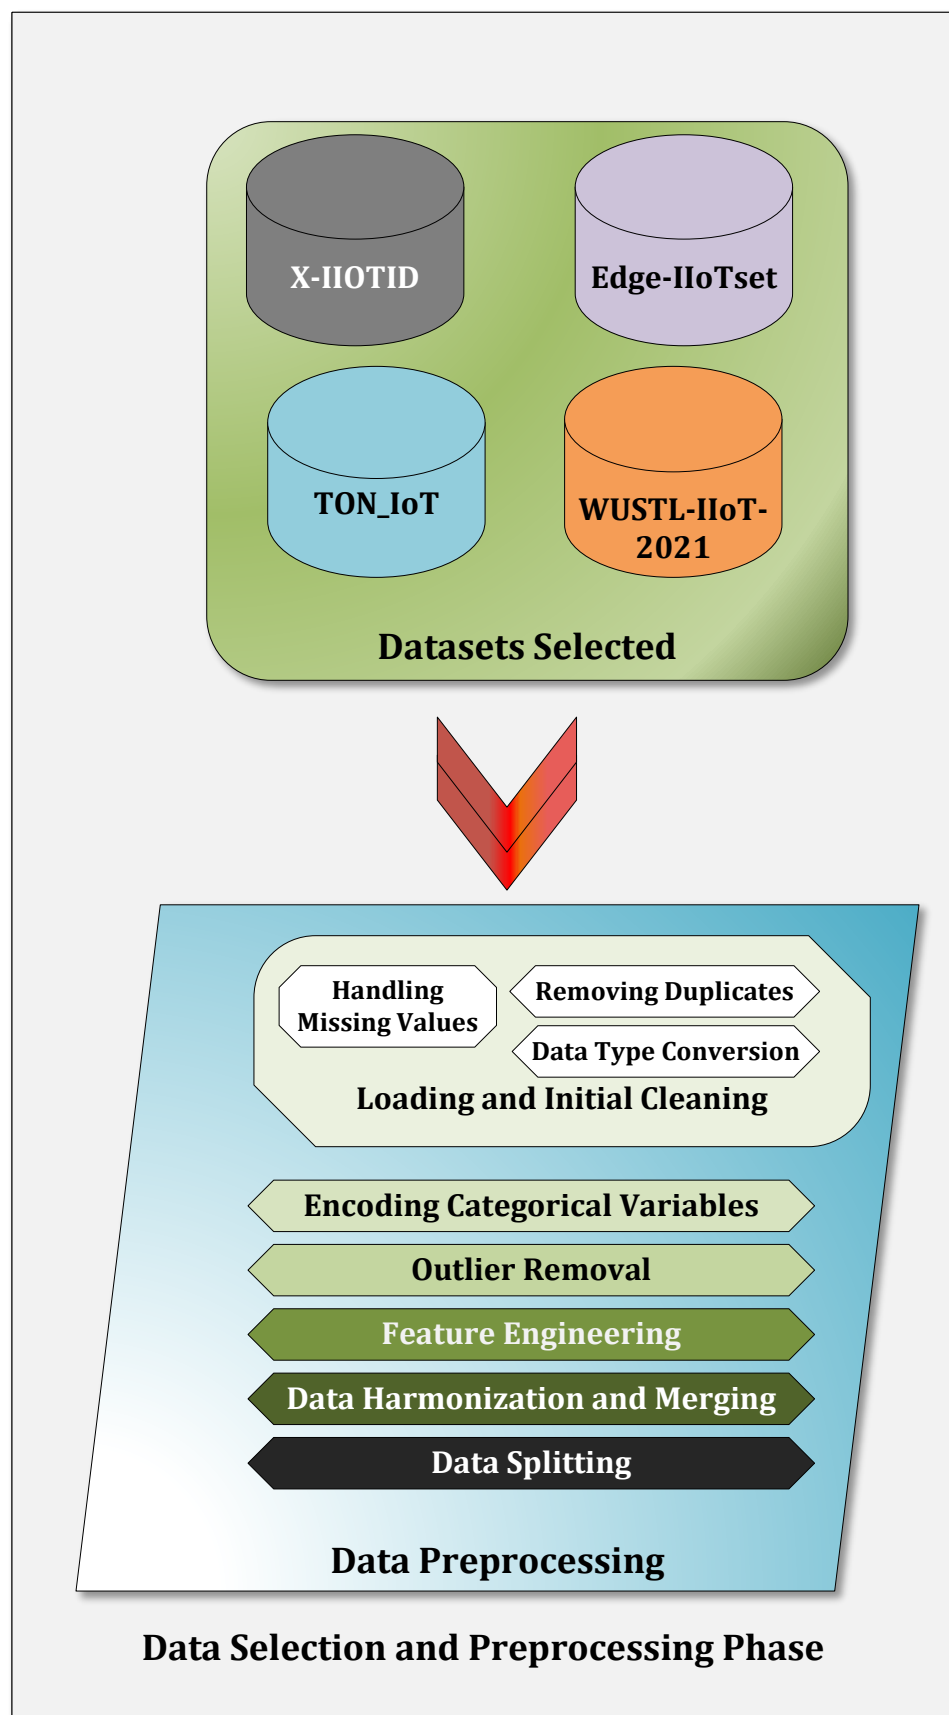 X-IIOTID
Edge-IIoTset
TON_IoT
WUSTL-IIoT-
2021
Datasets Selected
Handling
Missing Values
Removing Duplicates
Data Type Conversion
Loading and Initial Cleaning
Encoding Categorical Variables
Outlier Removal
Feature Engineering
Data Harmonization and Merging
Data Splitting
Data Preprocessing
Data Selection and Preprocessing Phase